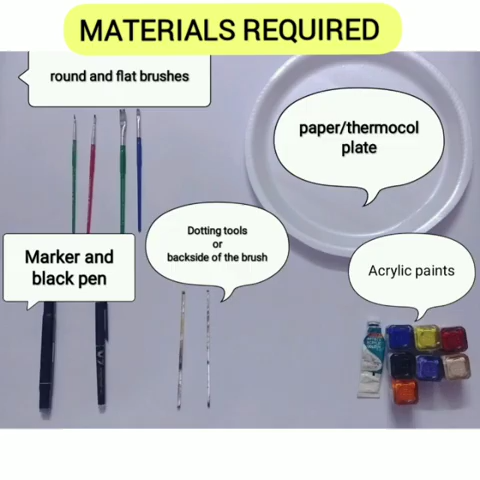 MATERIALS REQUIRED
round and flat brushes
paper/thermocol
plate
Dotting tools
or
backside of the brush
Marker and
black pen
Acrylic paints